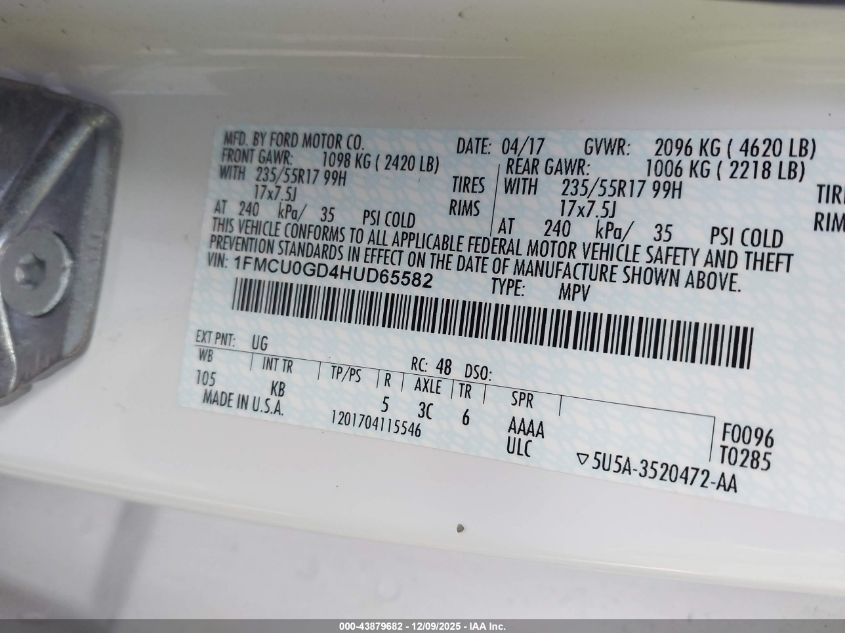 MFD. BY FORD MOTOR CO. DATE: 04/17 GVWR: 2096 KG ( 4620 LB)
FRONT GAWR: 1098 KG ( 2420 LB) REAR GAWR: 1006 KG ( 2218 LB)
WITH 235/55R17 99H TIRES WITH 235/55R17 99H
17x7.5J RIMS 17x7.5J RIMS
AT 240 kPa/ 35 PSI COLD AT 240 kPa/ 35 PSI COLD
THIS VEHICLE CONFORMS TO ALL APPLICABLE FEDERAL MOTOR VEHICLE SAFETY AND THEFT
PREVENTION STANDARDS IN EFFECT ON THE DATE OF MANUFACTURE SHOWN ABOVE.
VIN: 1FMCU0GD4HUD65582 TYPE: MPV
EXT PNT: UG RC: 48 DSO:
WB INT TR TP/PS R AXLE TR SPR
105 KB 5 3C 6 AAAA F0096
MADE IN U.S.A. 1201704115546 ULC T0285
▽5U5A-3520472-AA
000-43879682 - 12/09/2025 - IAA Inc.